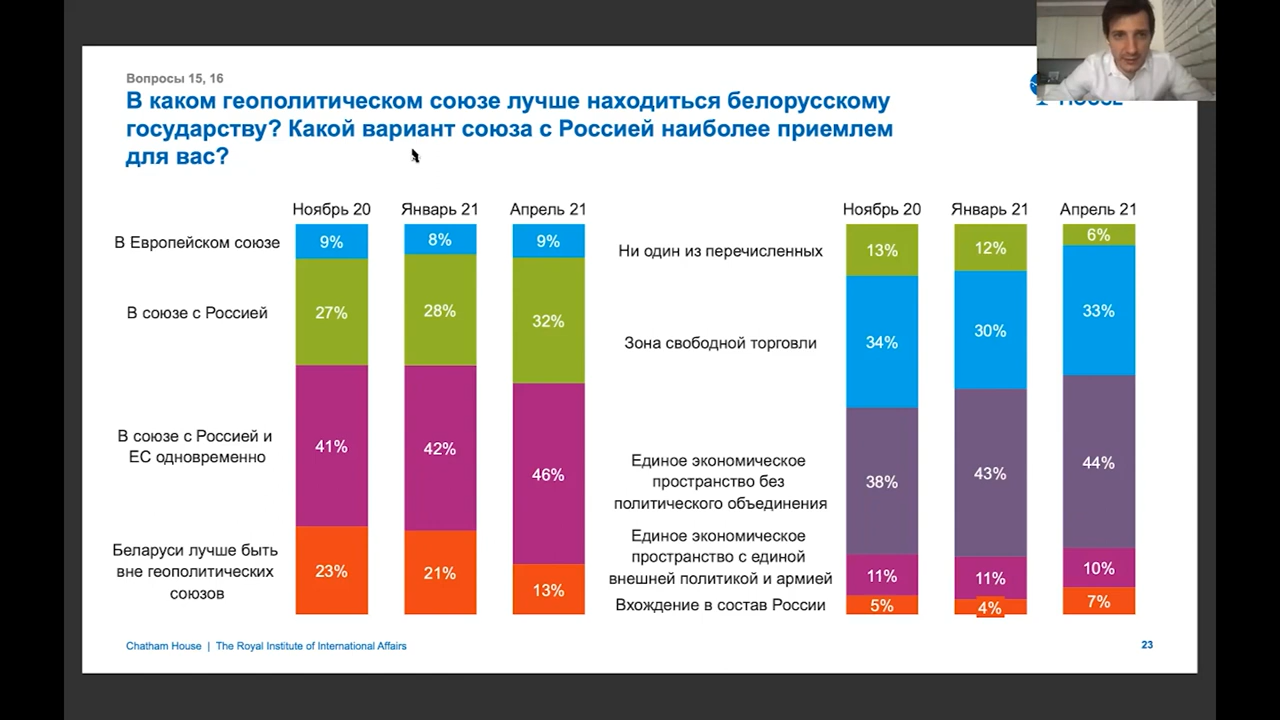 Вопросы 15, 16
В каком геополитическом союзе лучше находиться белорусскому
государству? Какой вариант союза с Россией наиболее приемлем
для вас?
HOUSE
Ноябрь 20 Январь 21 Апрель 21
В Европейском союзе 9% 8% 9%
В союзе с Россией 27% 28% 32%
В союзе с Россией и
ЕС одновременно
41% 42% 46%
Беларуси лучше быть
вне геополитических
союзов
23% 21% 13%
Ноябрь 20 Январь 21 Апрель 21
Ни один из перечисленных 13% 12% 6%
Зона свободной торговли 34% 30% 33%
Единое экономическое
пространство без
политического объединения
38% 43% 44%
Единое экономическое
пространство с единой
внешней политикой и армией
11% 11% 10%
Вхождение в состав России 5% 4% 7%
Chatham House | The Royal Institute of International Affairs
23